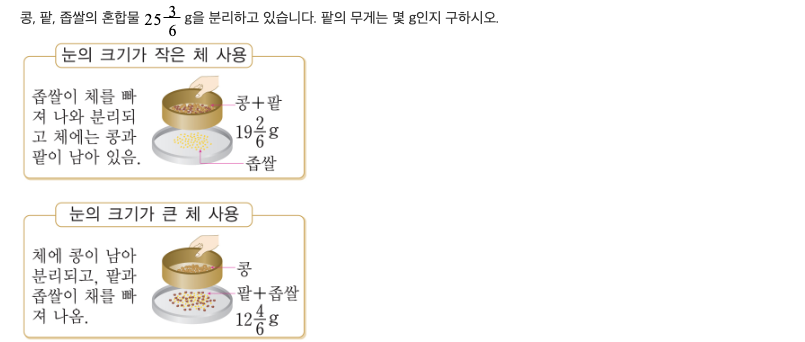 콩, 팥, 좁쌀의 혼합물 25 3/6 g을 분리하고 있습니다. 팥의 무게는 몇 g인지 구하시오.
눈의 크기가 작은 체 사용
좁쌀이 체를 빠
져 나와 분리되
고 체에는 콩과
팥이 남아 있음.
콩+팥
19 2/6 g
좁쌀
눈의 크기가 큰 체 사용
체에 콩이 남아
분리되고, 팥과
좁쌀이 채를 빠
져 나옴.
콩
팥+좁쌀
12 4/6 g